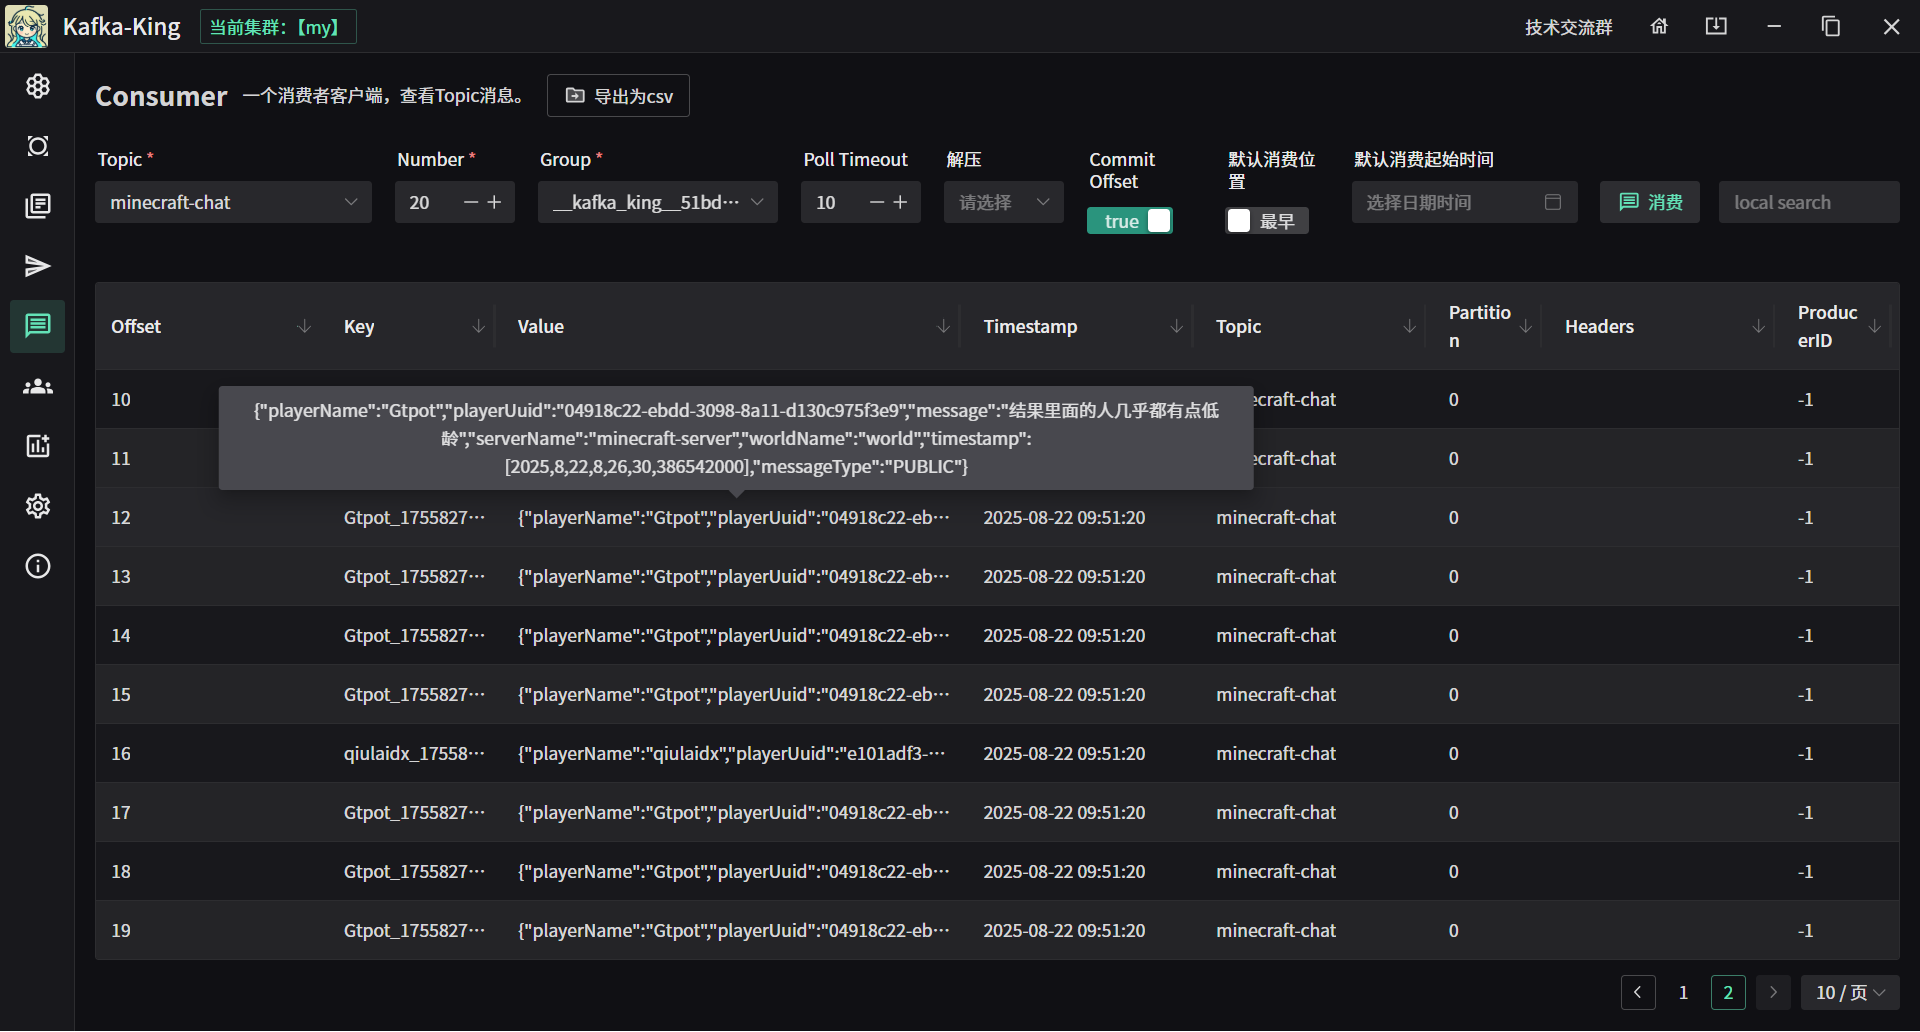 Kafka-King
当前集群:【my】
技术交流群
Consumer
一个消费者客户端，查看Topic消息。
导出为csv
Topic *
Number *
Group *
Poll Timeout
解压
Commit
Offset
默认消费位
置
默认消费起始时间
minecraft-chat
20
__kafka_king__51bd···
10
请选择
true
最早
选择日期时间
消费
local search
Offset
Key
Value
Timestamp
Topic
Partitio
n
Headers
Produc
erID
10
ecraft-chat
0
-1
{"playerName":"Gtpot","playerUuid":"04918c22-ebdd-3098-8a11-d130c975f3e9","message":"结果里面的人几乎都有点低
龄","serverName":"minecraft-server","worldName":"world","timestamp":
[2025,8,22,8,26,30,386542000],"messageType":"PUBLIC"}
11
ecraft-chat
0
-1
12 Gtpot_1755827··· {"playerName":"Gtpot","playerUuid":"04918c22-eb··· 2025-08-22 09:51:20 minecraft-chat 0 -1
13 Gtpot_1755827··· {"playerName":"Gtpot","playerUuid":"04918c22-eb··· 2025-08-22 09:51:20 minecraft-chat 0 -1
14 Gtpot_1755827··· {"playerName":"Gtpot","playerUuid":"04918c22-eb··· 2025-08-22 09:51:20 minecraft-chat 0 -1
15 Gtpot_1755827··· {"playerName":"Gtpot","playerUuid":"04918c22-eb··· 2025-08-22 09:51:20 minecraft-chat 0 -1
16 qiulaidx_17558··· {"playerName":"qiulaidx","playerUuid":"e101adf3-··· 2025-08-22 09:51:20 minecraft-chat 0 -1
17 Gtpot_1755827··· {"playerName":"Gtpot","playerUuid":"04918c22-eb··· 2025-08-22 09:51:20 minecraft-chat 0 -1
18 Gtpot_1755827··· {"playerName":"Gtpot","playerUuid":"04918c22-eb··· 2025-08-22 09:51:20 minecraft-chat 0 -1
19 Gtpot_1755827··· {"playerName":"Gtpot","playerUuid":"04918c22-eb··· 2025-08-22 09:51:20 minecraft-chat 0 -1
1
2
10 / 页